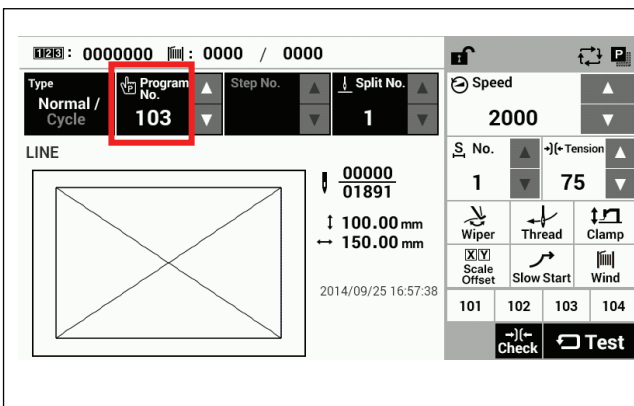 123 : 0000000 : 0000 / 0000
P
Type
Normal /
Cycle
Program
No.
103
Step No.
Split No.
1
Speed
2000
S No.
1
Tension
75
LINE
00000
01891
100.00 mm
150.00 mm
2014/09/25 16:57:38
Wiper
Thread
Clamp
XY
Scale
Offset
Slow Start
Wind
101
102
103
104
Check
Test